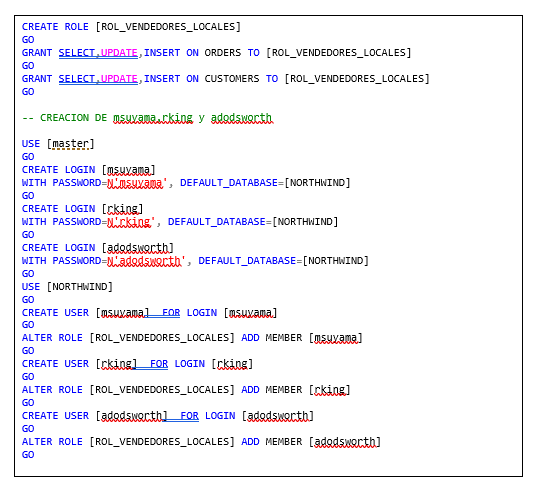 CREATE ROLE [ROL_VENDEDORES_LOCALES]
GO
GRANT SELECT,UPDATE,INSERT ON ORDERS TO [ROL_VENDEDORES_LOCALES]
GO
GRANT SELECT,UPDATE,INSERT ON CUSTOMERS TO [ROL_VENDEDORES_LOCALES]
GO
-- CREACION DE msuyama,rking y adodsworth
USE [master]
GO
CREATE LOGIN [msuyama]
WITH PASSWORD=N'msuyama', DEFAULT_DATABASE=[NORTHWIND]
GO
CREATE LOGIN [rking]
WITH PASSWORD=N'rking', DEFAULT_DATABASE=[NORTHWIND]
GO
CREATE LOGIN [adodsworth]
WITH PASSWORD=N'adodsworth', DEFAULT_DATABASE=[NORTHWIND]
GO
USE [NORTHWIND]
GO
CREATE USER [msuyama]  FOR LOGIN [msuyama]
GO
ALTER ROLE [ROL_VENDEDORES_LOCALES] ADD MEMBER [msuyama]
GO
CREATE USER [rking]  FOR LOGIN [rking]
GO
ALTER ROLE [ROL_VENDEDORES_LOCALES] ADD MEMBER [rking]
GO
CREATE USER [adodsworth]  FOR LOGIN [adodsworth]
GO
ALTER ROLE [ROL_VENDEDORES_LOCALES] ADD MEMBER [adodsworth]
GO